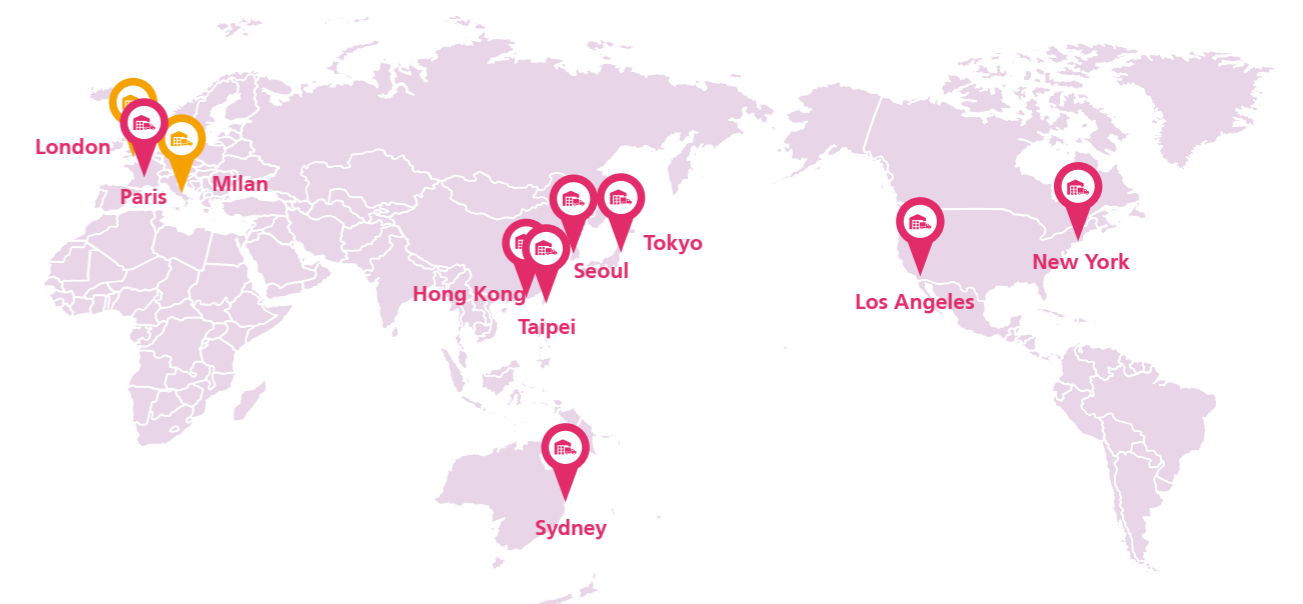 London
Paris
Milan
Tokyo
Seoul
Hong Kong
Taipei
New York
Los Angeles
Sydney